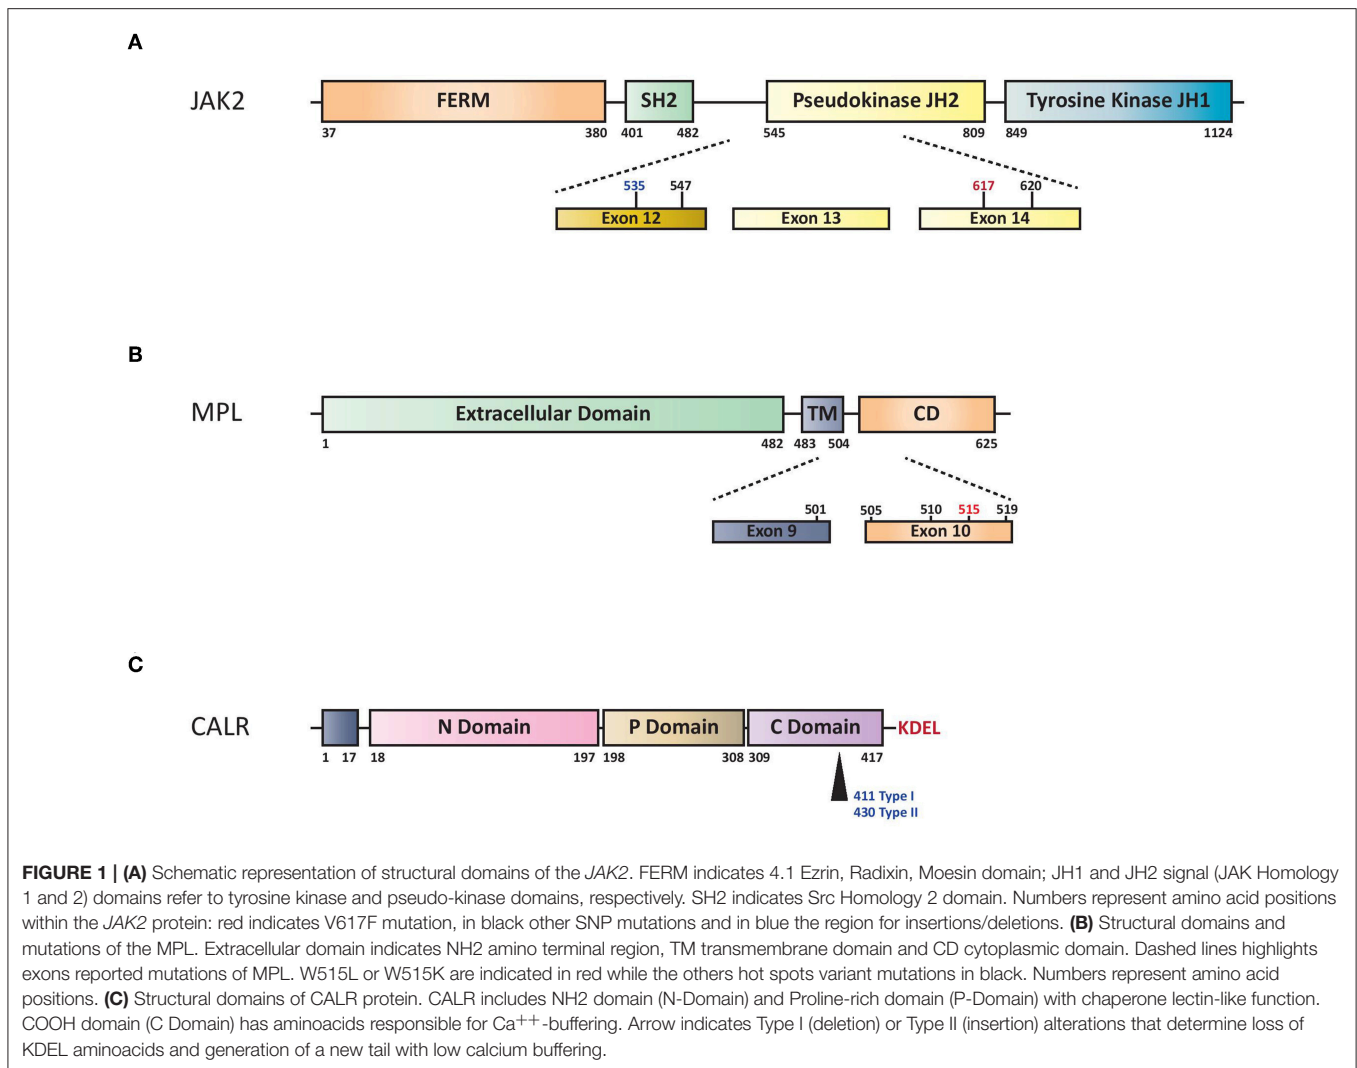 A
JAK2
FERM
SH2
Pseudokinase JH2
Tyrosine Kinase JH1
37 380 401 482 545 809 849 1124
535 547 617 620
Exon 12 Exon 13 Exon 14
B
MPL
Extracellular Domain
TM
CD
1 482 483 504 625
501 505 510 515 519
Exon 9 Exon 10
C
CALR
N Domain
P Domain
C Domain
KDEL
1 17 18 197 198 308 309 417
411 Type I
430 Type II
FIGURE 1 | (A) Schematic representation of structural domains of the JAK2. FERM indicates 4.1 Ezrin, Radixin, Moesin domain; JH1 and JH2 signal (JAK Homology
1 and 2) domains refer to tyrosine kinase and pseudo-kinase domains, respectively. SH2 indicates Src Homology 2 domain. Numbers represent amino acid positions
within the JAK2 protein: red indicates V617F mutation, in black other SNP mutations and in blue the region for insertions/deletions. (B) Structural domains and
mutations of the MPL. Extracellular domain indicates NH2 amino terminal region, TM transmembrane domain and CD cytoplasmic domain. Dashed lines highlights
exons reported mutations of MPL. W515L or W515K are indicated in red while the others hot spots variant mutations in black. Numbers represent amino acid
positions. (C) Structural domains of CALR protein. CALR includes NH2 domain (N-Domain) and Proline-rich domain (P-Domain) with chaperone lectin-like function.
COOH domain (C Domain) has aminoacids responsible for Ca++-buffering. Arrow indicates Type I (deletion) or Type II (insertion) alterations that determine loss of
KDEL aminoacids and generation of a new tail with low calcium buffering.